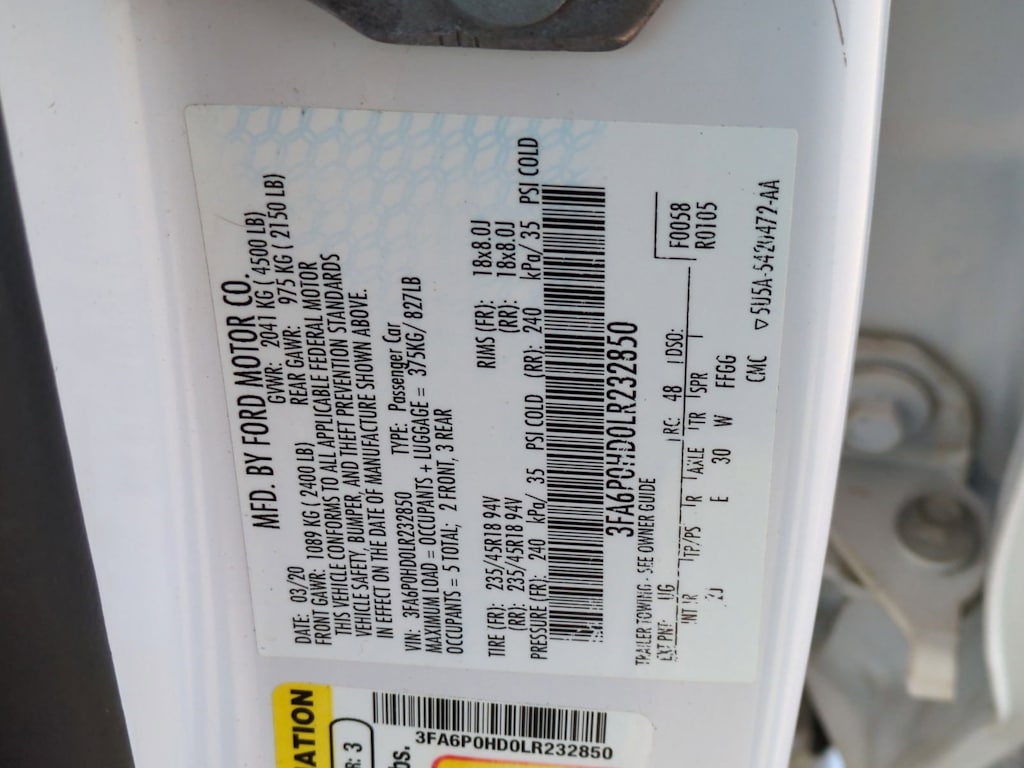 MFD. BY FORD MOTOR CO.
DATE: 03/20 GVWR: 2041 KG ( 4500 LB)
FRONT GAWR: 1089 KG ( 2400 LB) REAR GAWR: 975 KG ( 2150 LB)
THIS VEHICLE CONFORMS TO ALL APPLICABLE FEDERAL MOTOR
VEHICLE SAFETY, BUMPER, AND THEFT PREVENTION STANDARDS
IN EFFECT ON THE DATE OF MANUFACTURE SHOWN ABOVE.
VIN: 3FA6P0HD0LR232850 TYPE: Passenger Car
MAXIMUM LOAD = OCCUPANTS + LUGGAGE = 375KG/ 827LB
OCCUPANTS = 5 TOTAL; 2 FRONT, 3 REAR
TIRE (FR): 235/45R18 94V RIMS (FR): 18x8.0J
(RR): 235/45R18 94V (RR): 18x8.0J
PRESSURE (FR): 240 kPa/ 35 PSI COLD (RR): 240 kPa/ 35 PSI COLD
3FA6P0HD0LR232850
TRAILER TOWING - SEE OWNER GUIDE
F0058
R0105
EXT PNT: UG RC: 48 DSO:
INT TR TP/PS R AXLE TR SPR
E 30 W FFGG
CMC ▽ 5U5A-5420472-AA
MATION
R: 3
bs.
3FA6P0HD0LR232850